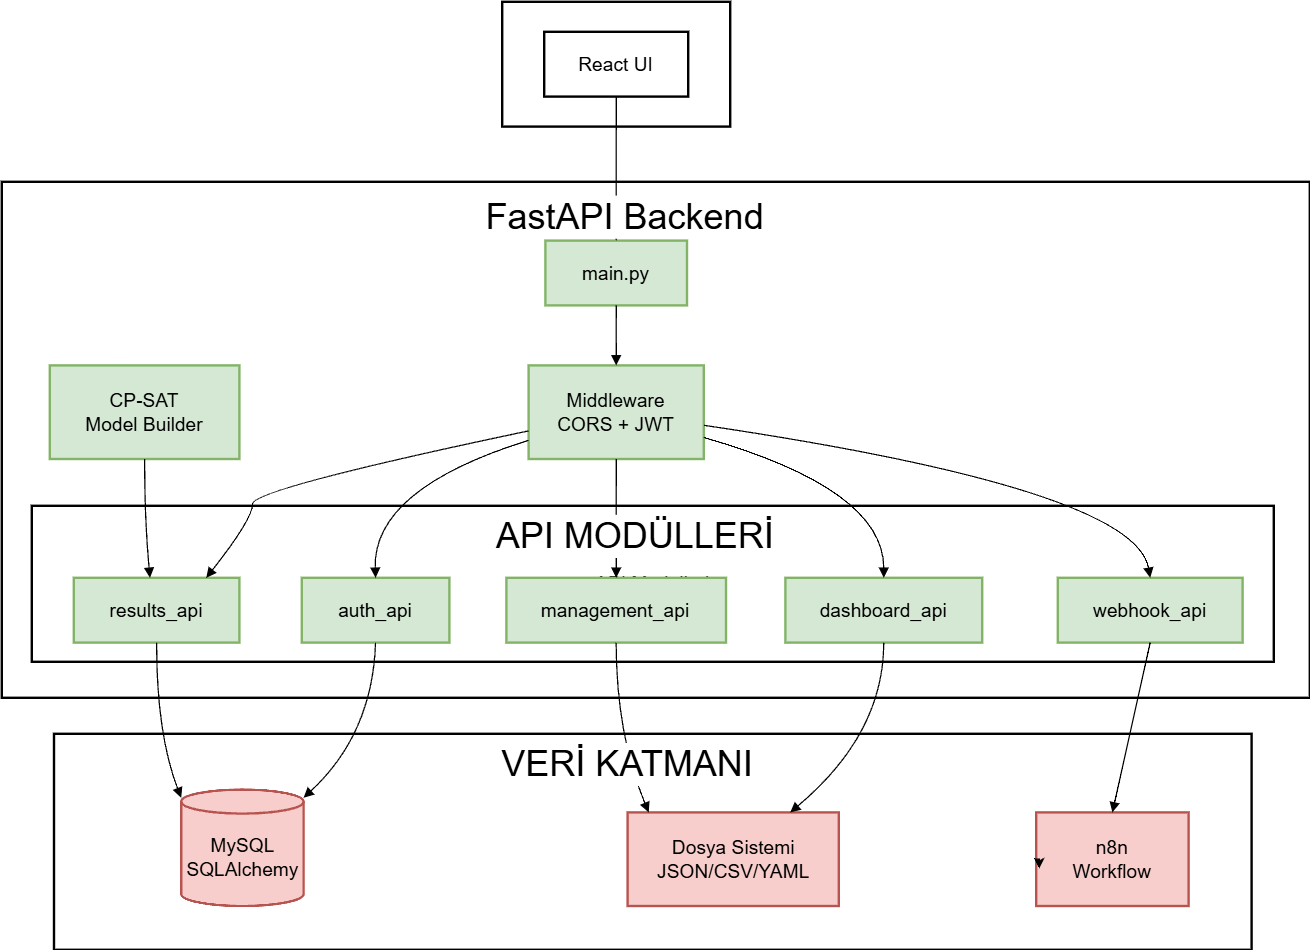 React UI
FastAPI Backend
main.py
CP-SAT
Model Builder
Middleware
CORS + JWT
API MODÜLLERİ
results_api
auth_api
management_api
dashboard_api
webhook_api
VERİ KATMANI
MySQL
SQLAlchemy
Dosya Sistemi
JSON/CSV/YAML
n8n
Workflow